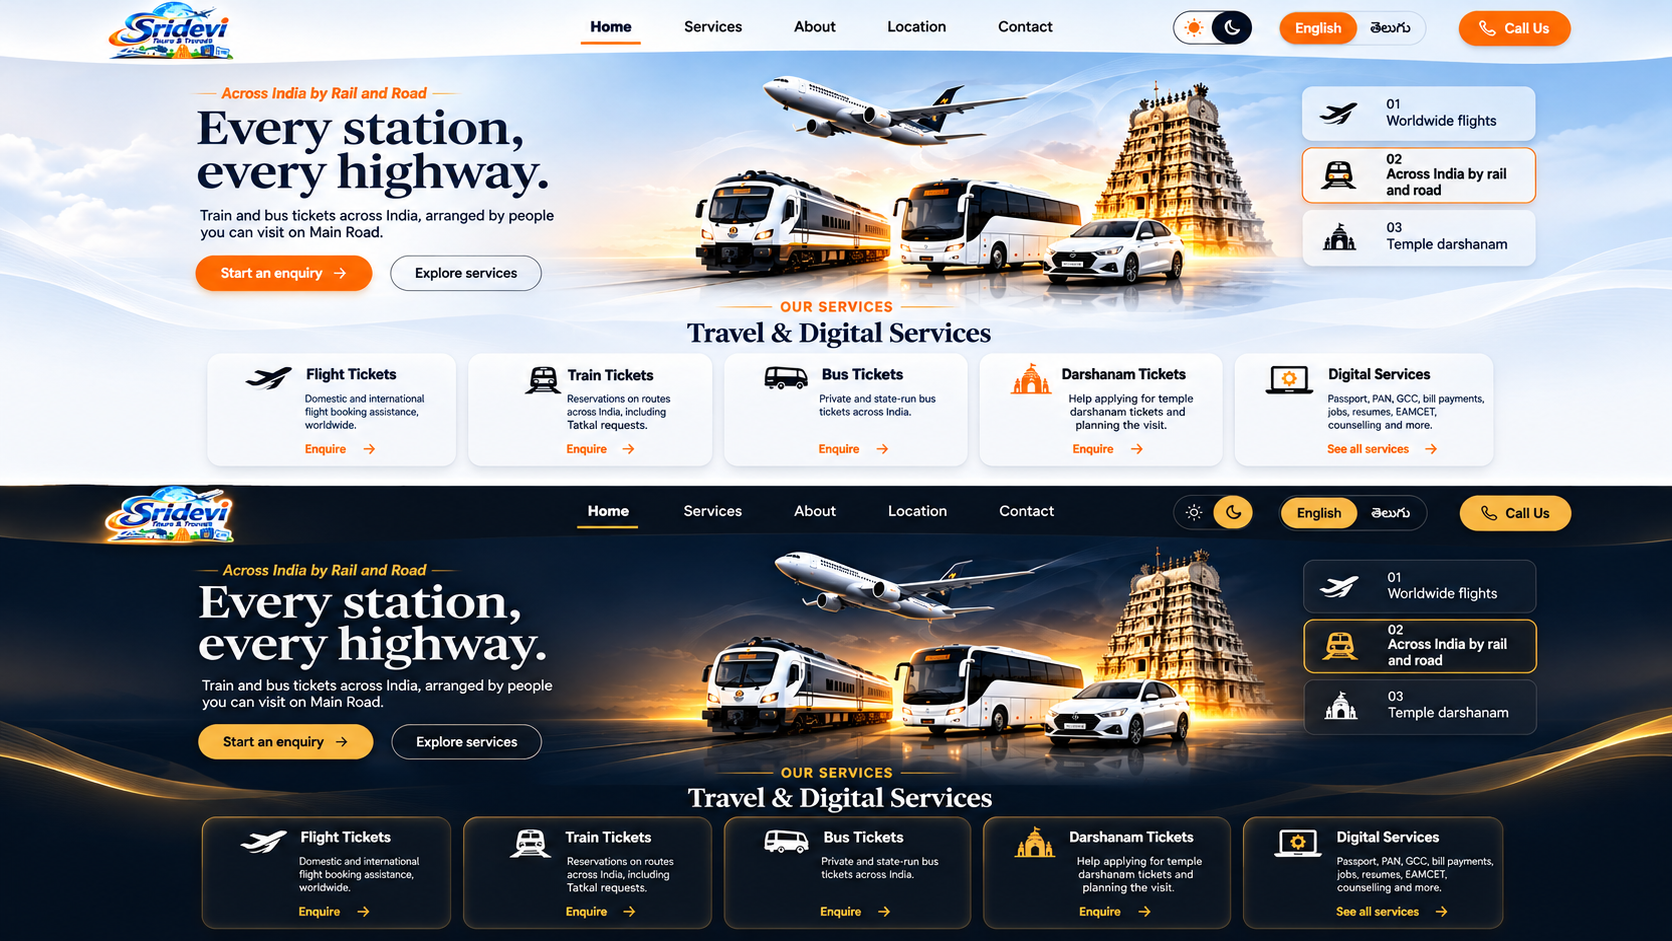 Sridevi
Tours & Travels
Home
Services
About
Location
Contact
English
తెలుగు
Call Us
Across India by Rail and Road
Every station,
every highway.
Train and bus tickets across India, arranged by people
you can visit on Main Road.
Start an enquiry
Explore services
01
Worldwide flights
02
Across India by rail
and road
03
Temple darshanam
OUR SERVICES
Travel & Digital Services
Flight Tickets
Domestic and international
flight booking assistance,
worldwide.
Enquire
Train Tickets
Reservations on routes
across India, including
Tatkal requests.
Enquire
Bus Tickets
Private and state-run bus
tickets across India.
Enquire
Darshanam Tickets
Help applying for temple
darshanam tickets and
planning the visit.
Enquire
Digital Services
Passport, PAN, GCC, bill payments,
jobs, resumes, EAMCET,
counselling and more.
See all services
Sridevi
Tours & Travels
Home
Services
About
Location
Contact
English
తెలుగు
Call Us
Across India by Rail and Road
Every station,
every highway.
Train and bus tickets across India, arranged by people
you can visit on Main Road.
Start an enquiry
Explore services
01
Worldwide flights
02
Across India by rail
and road
03
Temple darshanam
OUR SERVICES
Travel & Digital Services
Flight Tickets
Domestic and international
flight booking assistance,
worldwide.
Enquire
Train Tickets
Reservations on routes
across India, including
Tatkal requests.
Enquire
Bus Tickets
Private and state-run bus
tickets across India.
Enquire
Darshanam Tickets
Help applying for temple
darshanam tickets and
planning the visit.
Enquire
Digital Services
Passport, PAN, GCC, bill payments,
jobs, resumes, EAMCET,
counselling and more.
See all services